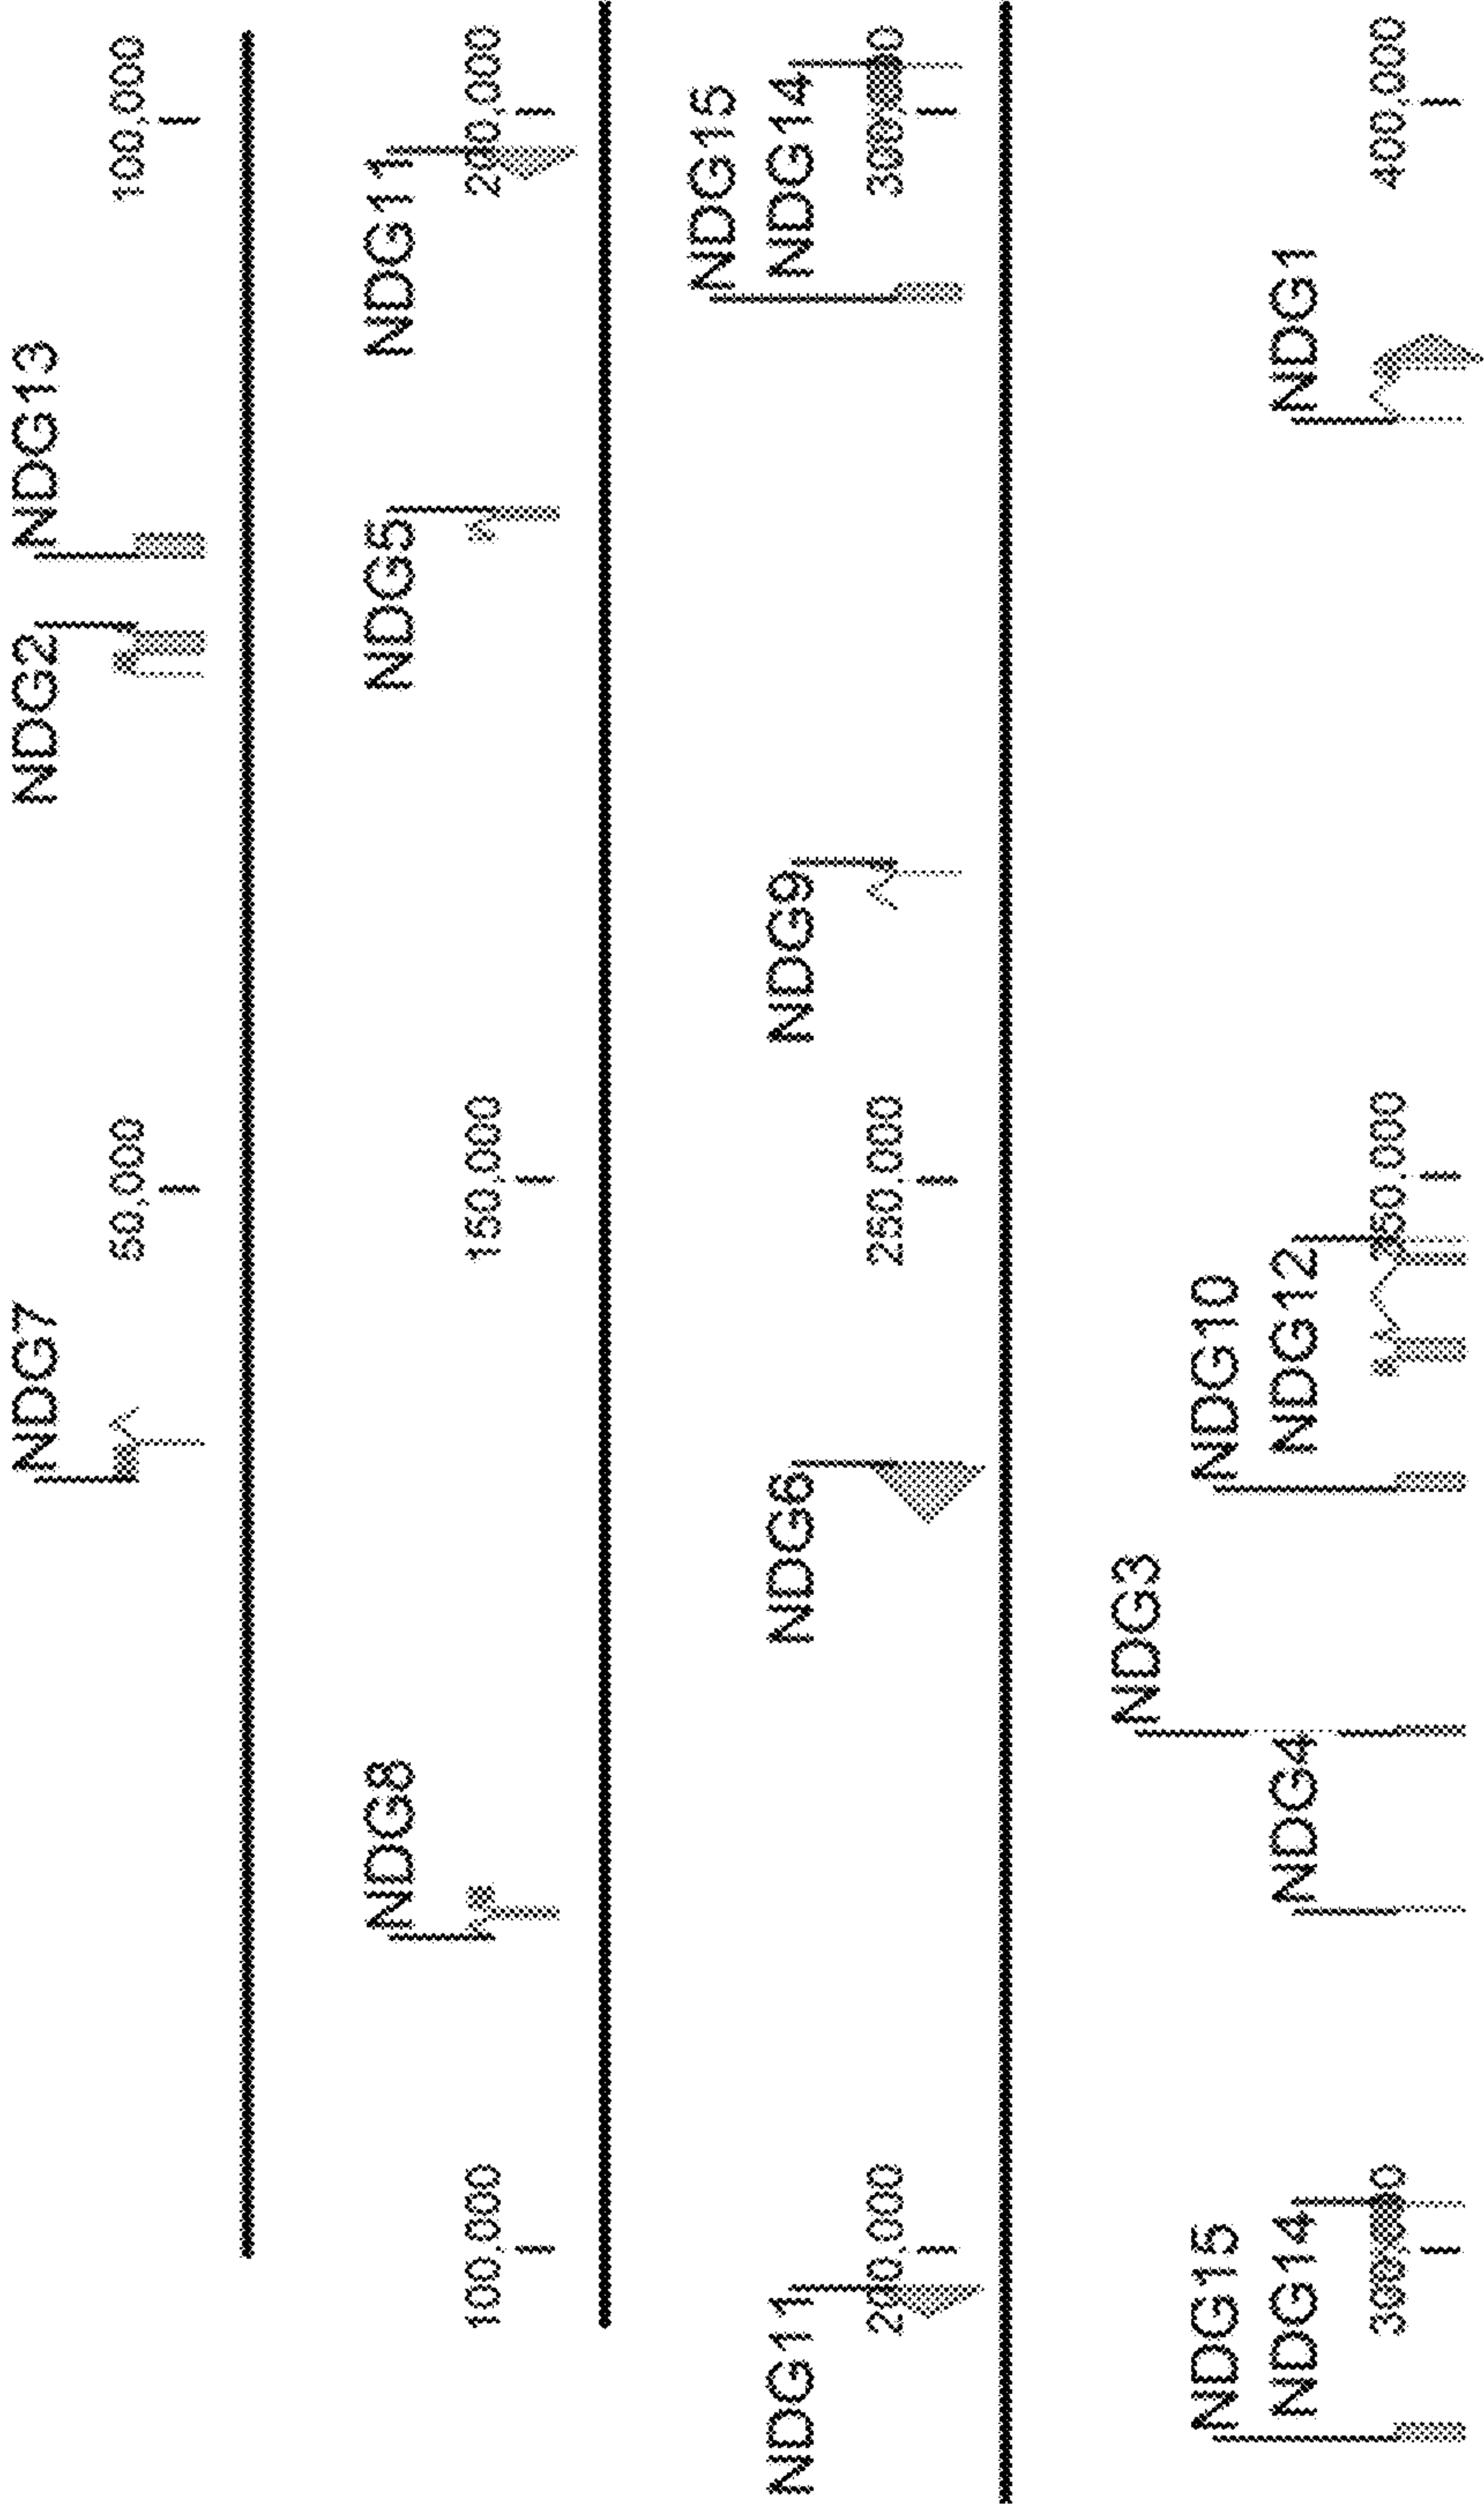 NDG7 NDG2 NDG13
50,000 100,000
NDG8 NDG5 NDG11
100,000 150,000 200,000
NDG15
NDG11 NDG6 NDG9 NDG14
200,000 250,000 300,000
NDG3
NDG15 NDG10
NDG14 NDG4 NDG12 NDG1
300,000 350,000 400,000